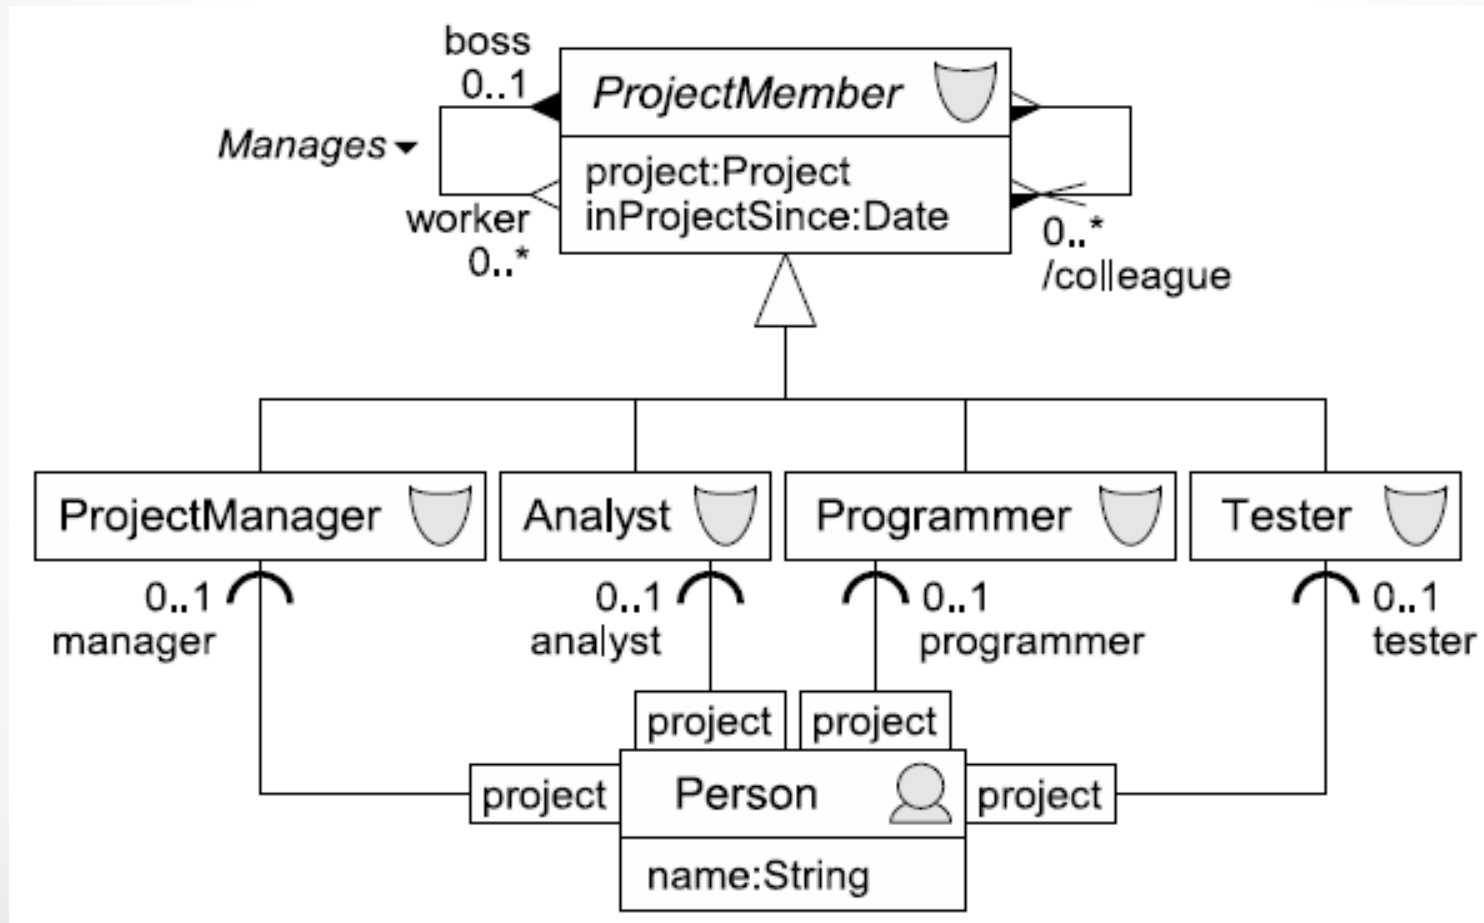 boss
0..1
ProjectMember
Manages
project:Project
inProjectSince:Date
worker
0..*
0..*
/colleague
ProjectManager
Analyst
Programmer
Tester
0..1
manager
0..1
analyst
0..1
programmer
0..1
tester
project
project
project
Person
project
name:String